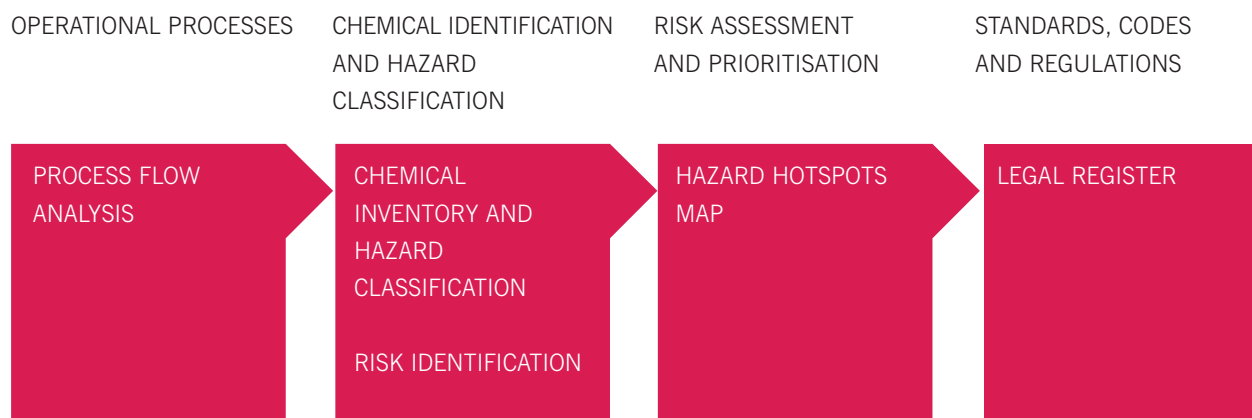 OPERATIONAL PROCESSES
CHEMICAL IDENTIFICATION
AND HAZARD
CLASSIFICATION
RISK ASSESSMENT
AND PRIORITISATION
STANDARDS, CODES
AND REGULATIONS
PROCESS FLOW
ANALYSIS
CHEMICAL
INVENTORY AND
HAZARD
CLASSIFICATION
RISK IDENTIFICATION
HAZARD HOTSPOTS
MAP
LEGAL REGISTER